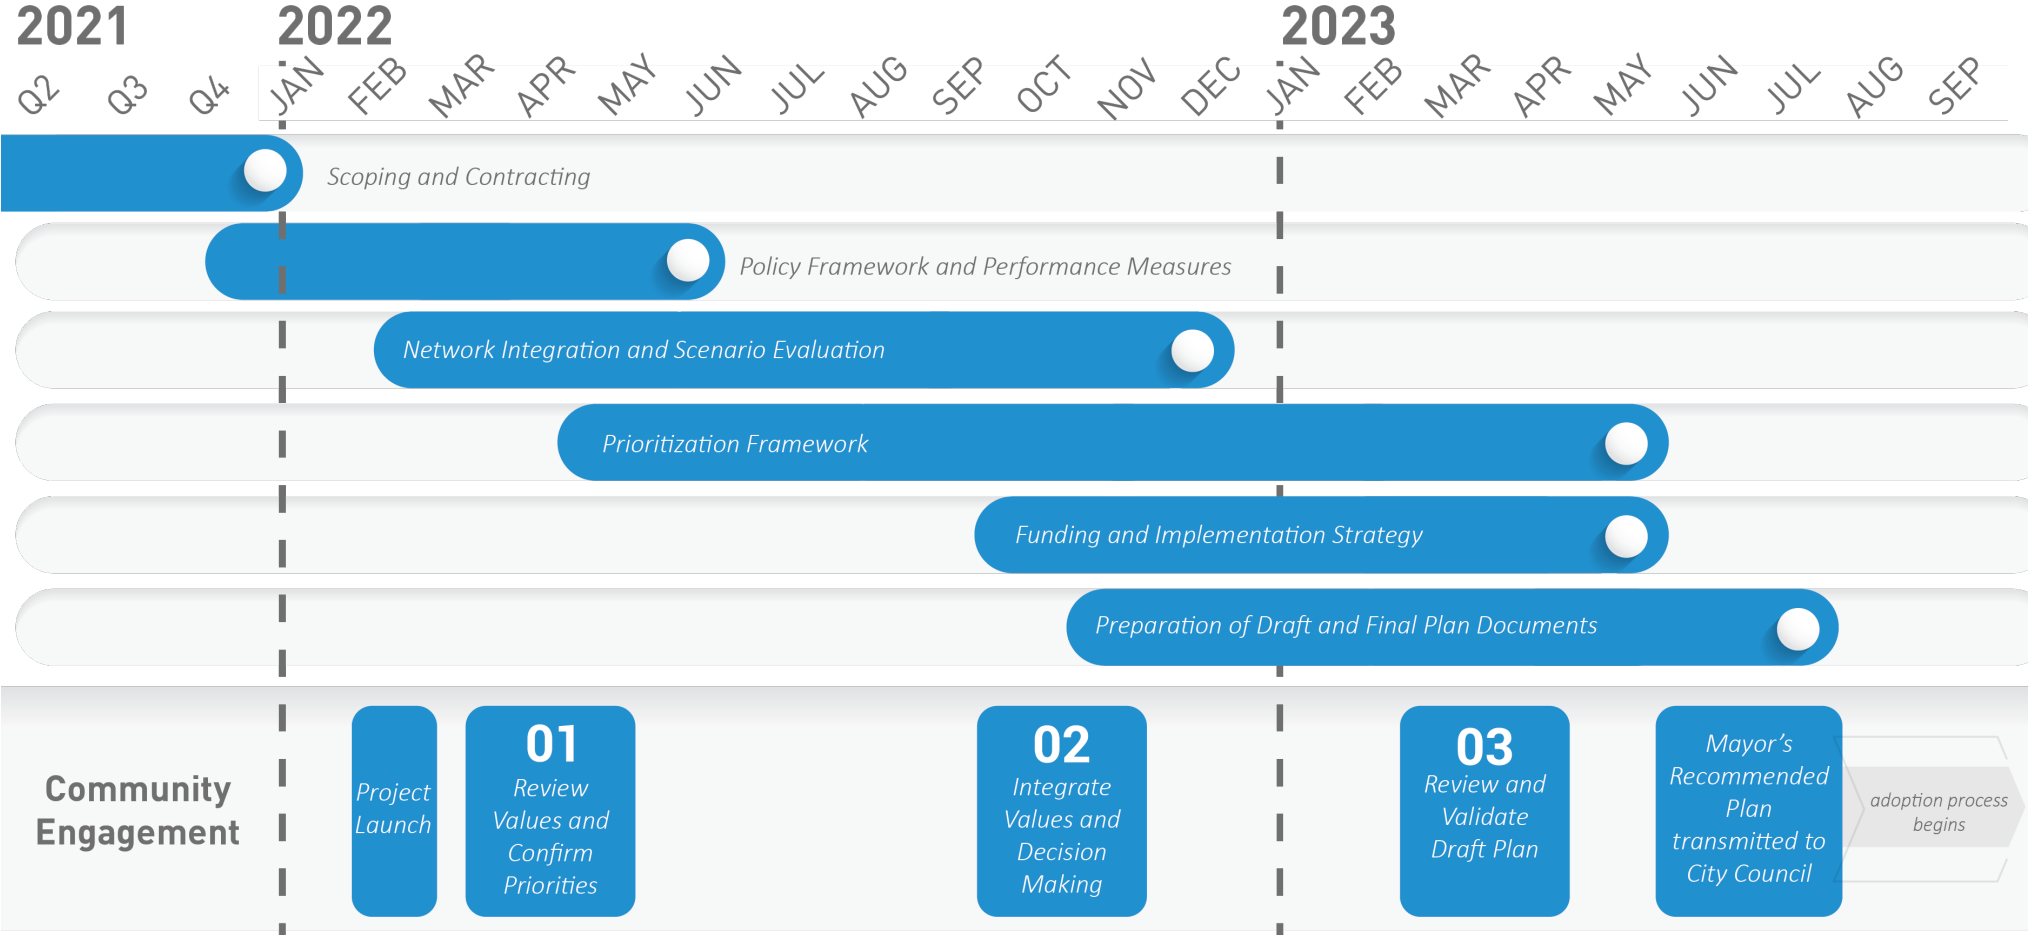 2021 2022 2023
Q2 Q3 Q4 JAN FEB MAR APR MAY JUN JUL AUG SEP OCT NOV DEC JAN FEB MAR APR MAY JUN JUL AUG SEP
Scoping and Contracting
Policy Framework and Performance Measures
Network Integration and Scenario Evaluation
Prioritization Framework
Funding and Implementation Strategy
Preparation of Draft and Final Plan Documents
Community
Engagement
Project
Launch
01
Review
Values and
Confirm
Priorities
02
Integrate
Values and
Decision
Making
03
Review and
Validate
Draft Plan
Mayor’s
Recommended
Plan
transmitted to
City Council
adoption process
begins